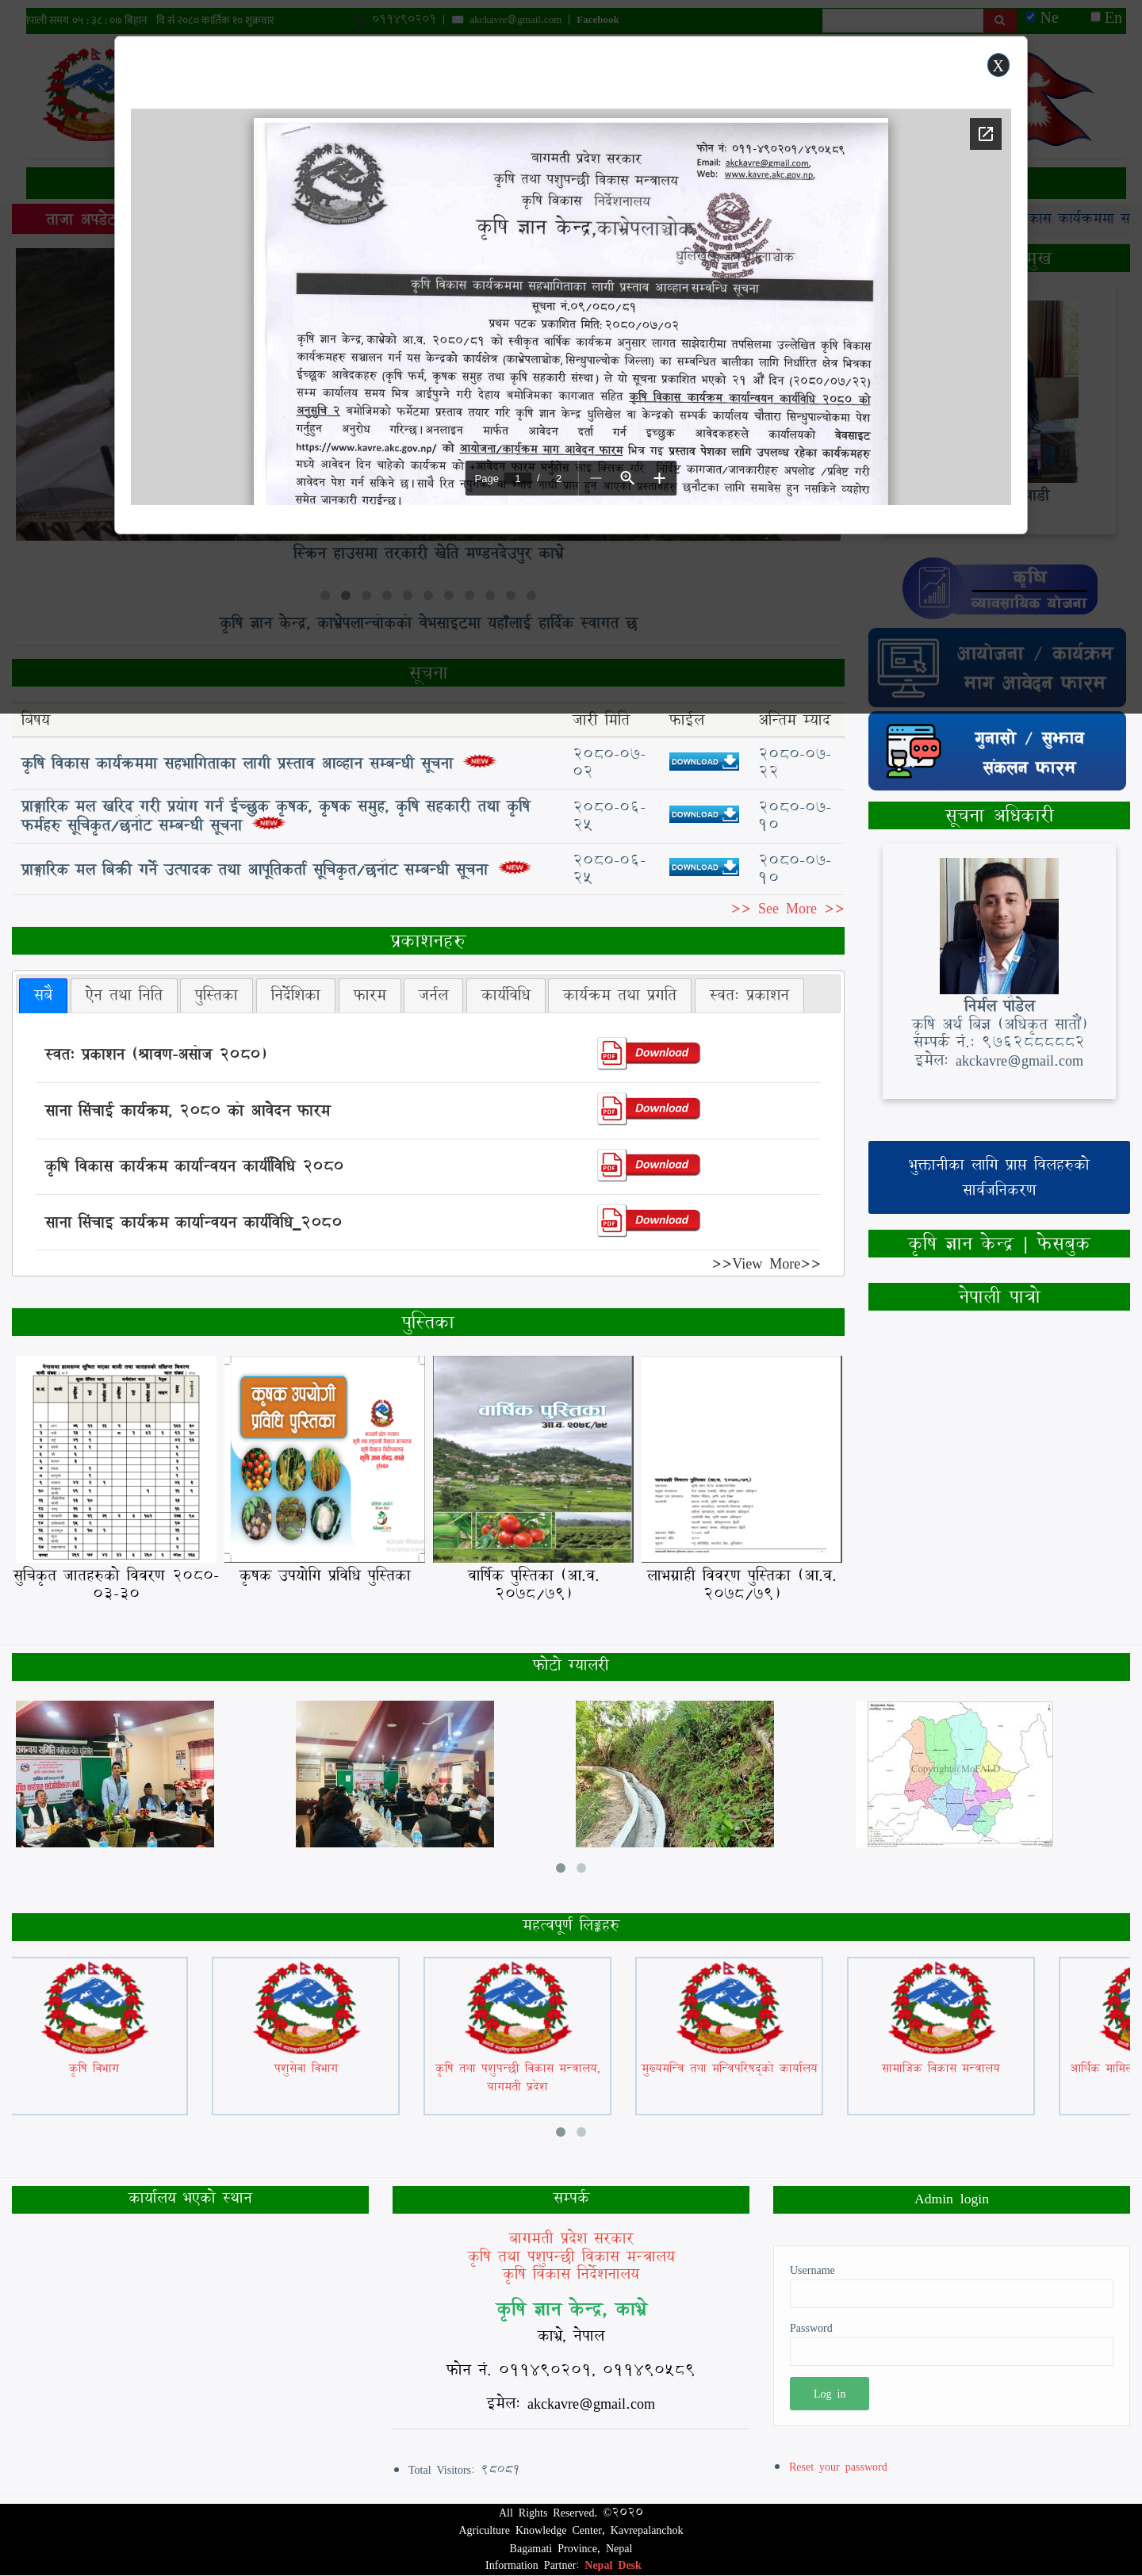 नेपाली समय ०५ : ३८ : ०७ बिहान वि सं २०८० कार्तिक १० शुक्रवार
०११४९०२०१ | akckavre@gmail.com | Facebook
Ne En
X
बागमती प्रदेश सरकार
कृषि तथा पशुपन्छी विकास मन्त्रालय
कृषि विकास निर्देशनालय
कृषि ज्ञान केन्द्र,काभ्रेपलाञ्चोक
फोन नं: ०११-४९०२०१/४९०५८९
Email: akckavre@gmail.com,
Web: www.kavre.akc.gov.np,
कृषि विकास कार्यक्रममा सहभागिताका लागी प्रस्ताव आव्हान सम्बन्धि सूचना
सूचना नं.०९/०८०/८१
प्रथम पटक प्रकाशित मिति: २०८०/०७/०२
कृषि ज्ञान केन्द्र, काभ्रेको आ.व. २०८०/८१ को स्वीकृत वार्षिक कार्यक्रम अनुसार लागत साझेदारीमा तपसिलमा उल्लेखित कृषि विकास
कार्यक्रमहरु सञ्चालन गर्न यस केन्द्रको कार्यक्षेत्र (काभ्रेपलाञ्चोक, सिन्धुपाल्चोक जिल्ला) का सम्वन्धित बालीका लागि निर्धारित क्षेत्र भित्रका
ईच्छूक आवेदकहरु (कृषि फर्म, कृषक समुह तथा कृषि सहकारी संस्था) ले यो सूचना प्रकाशित भएको २१ औं दिन (२०८०/०७/२२)
सम्म कार्यालय समय भित्र आईपुग्ने गरी देहाय बमोजिमका कागजात सहित कृषि विकास कार्यक्रम कार्यान्वयन कार्यविधि २०८० को
अनुसुचि २ बमोजिमको फर्मेटमा प्रस्ताव तयार गरि कृषि ज्ञान केन्द्र धुलिखेल वा केन्द्रको सम्पर्क कार्यालय चौतारा सिन्धुपाल्चोकमा पेश
गर्नुहुन अनुरोध गरिन्छ। अनलाइन मार्फत आवेदन दर्ता गर्न इच्छुक आवेदकहरुले कार्यालयको वेवसाइट
https://www.kavre.akc.gov.np/ को आयोजना/कार्यक्रम माग आवेदन फारम भित्र गइ प्रस्ताव पेशका लागि उपलव्ध रहेका कार्यक्रमहरु
मध्ये आवेदन दिन चाहेको कार्यक्रम को +आवेदन फारम भर्नुहोस लाइ क्लिक गरि निर्दिष्ट कागजात/जानकारीहरु अपलोड /प्रविष्ट गरी
आवेदन पेश गर्न सकिने छ। साथै रित छनौटका लागि समावेस हुन नसकिने व्यहोरा
समेत जानकारी गराईन्छ।
Page 1 / 2
ताजा अपडेट
स्क्रिन हाउसमा तरकारी खेति मण्डनदेउपुर काभ्रे
कृषि ज्ञान केन्द्र, काभ्रेपलान्चोकको वेभसाइटमा यहाँलाई हार्दिक स्वागत छ
कृषि
व्यावसायिक योजना
आयोजना / कार्यक्रम
माग आवेदन फारम
गुनासो / सुझाव
संकलन फारम
सूचना
बिषय जारी मिति फाईल अन्तिम म्याद
कृषि विकास कार्यक्रममा सहभागिताका लागी प्रस्ताव आव्हान सम्बन्धी सूचना NEW २०८०-०७-०२ DOWNLOAD २०८०-०७-२२
प्राङ्गारिक मल खरिद गरी प्रयोग गर्न ईच्छुक कृषक, कृषक समुह, कृषि सहकारी तथा कृषि
फर्महरु सूचिकृत/छनौट सम्बन्धी सूचना NEW २०८०-०६-२५ DOWNLOAD २०८०-०७-१०
प्राङ्गारिक मल बिक्री गर्ने उत्पादक तथा आपूतिकर्ता सूचिकृत/छनौट सम्बन्धी सूचना NEW २०८०-०६-२५ DOWNLOAD २०८०-०७-१०
>> See More >>
सूचना अधिकारी
निर्मल पौडेल
कृषि अर्थ बिज्ञ (अधिकृत सातौं)
सम्पर्क नं.: ९७६२८८८८८२
इमेल: akckavre@gmail.com
भुक्तानीका लागि प्राप्त विलहरुको
सार्वजनिकरण
कृषि ज्ञान केन्द्र | फेसबुक
नेपाली पात्रो
प्रकाशनहरु
सबै ऐन तथा निति पुस्तिका निर्देशिका फारम जर्नल कार्यविधि कार्यक्रम तथा प्रगति स्वतः प्रकाशन
स्वतः प्रकाशन (श्रावण-असोज २०८०) PDF Download
साना सिंचाई कार्यक्रम, २०८० को आवेदन फारम PDF Download
कृषि विकास कार्यक्रम कार्यान्वयन कार्यविधि २०८० PDF Download
साना सिंचाइ कार्यक्रम कार्यान्वयन कार्यविधि_२०८० PDF Download
>>View More>>
पुस्तिका
कृषक उपयोगी
प्रविधि पुस्तिका
वार्षिक पुस्तिका
आ.व. २०७८/७९
सुचिकृत जातहरुको विवरण २०८०-
०३-३०
कृषक उपयोगि प्रविधि पुस्तिका
वार्षिक पुस्तिका (आ.व.
२०७८/७९)
लाभग्राही विवरण पुस्तिका (आ.व.
२०७८/७९)
फोटो ग्यालरी
Copyright@MoFALD
महत्वपूर्ण लिङ्कहरु
कृषि विभाग
पशुसेवा विभाग
कृषि तथा पशुपन्छी विकास मन्त्रालय,
बागमती प्रदेश
मुख्यमन्त्रि तथा मन्त्रिपरिषद्को कार्यालय
सामाजिक विकास मन्त्रालय
कार्यालय भएको स्थान
सम्पर्क
बागमती प्रदेश सरकार
कृषि तथा पशुपन्छी विकास मन्त्रालय
कृषि विकास निर्देशनालय
कृषि ज्ञान केन्द्र, काभ्रे
काभ्रे, नेपाल
फोन नं. ०११४९०२०१, ०११४९०५८९
इमेल: akckavre@gmail.com
Total Visitors: ९८०८१
Admin login
Username
Password
Log in
Reset your password
All Rights Reserved. ©२०२०
Agriculture Knowledge Center, Kavrepalanchok
Bagamati Province, Nepal
Information Partner: Nepal Desk